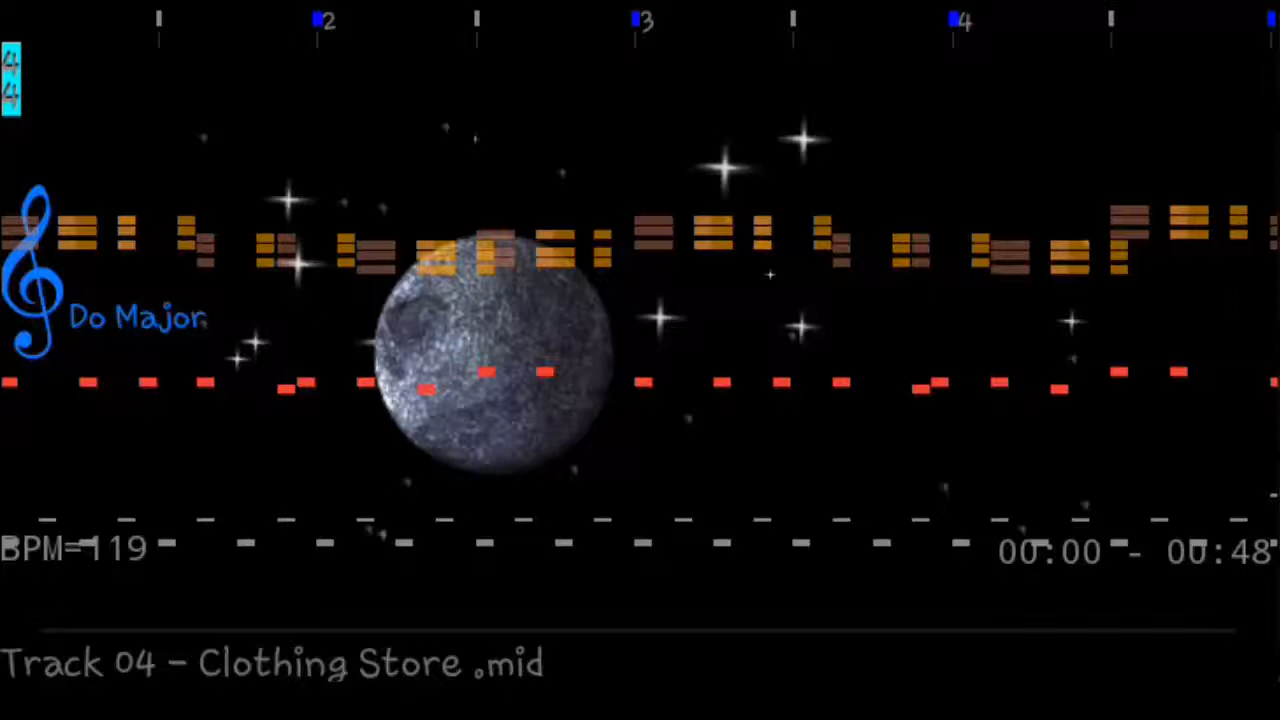 2 3 4
4
4
Do Major
BPM=119
00:00 - 00:48
Track 04 - Clothing Store .mid